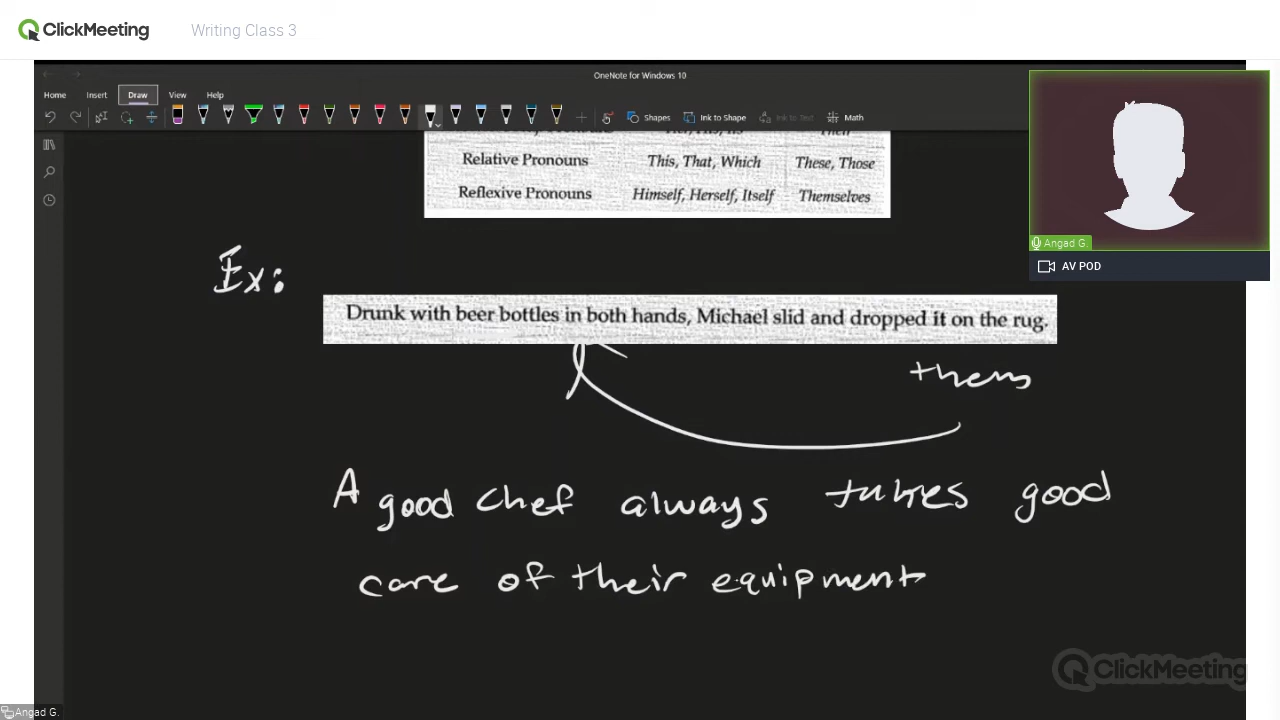 ClickMeeting Writing Class 3
OneNote for Windows 10
Home Insert Draw View Help
Shapes Ink to Shape Ink to Text Math
Relative Pronouns This, That, Which These, Those
Reflexive Pronouns Himself, Herself, Itself Themselves
Angad G.
AV POD
Ex:
Drunk with beer bottles in both hands, Michael slid and dropped it on the rug.
them
A good chef always takes good
care of their equipment
ClickMeeting
Angad G.